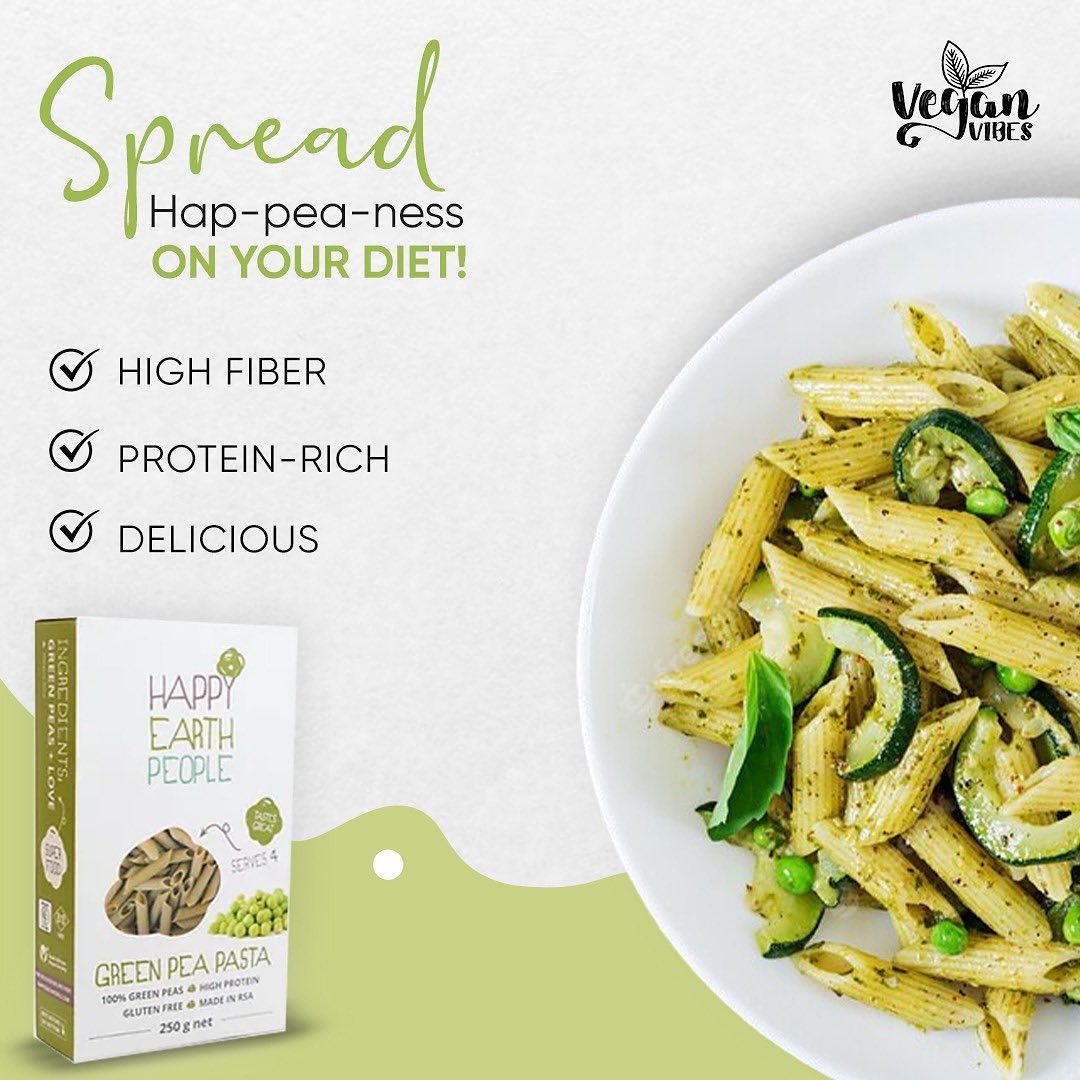 Spread
Hap-pea-ness
ON YOUR DIET!
Vegan
VIBES
HIGH FIBER
PROTEIN-RICH
DELICIOUS
INGREDIENTS:
GREEN PEAS + LOVE
SUPER
FOOD
HAPPY
EARTH
PEOPLE
TASTES
GREAT
SERVES 4
GREEN PEA PASTA
100% GREEN PEAS HIGH PROTEIN
GLUTEN FREE MADE IN RSA
250 g net